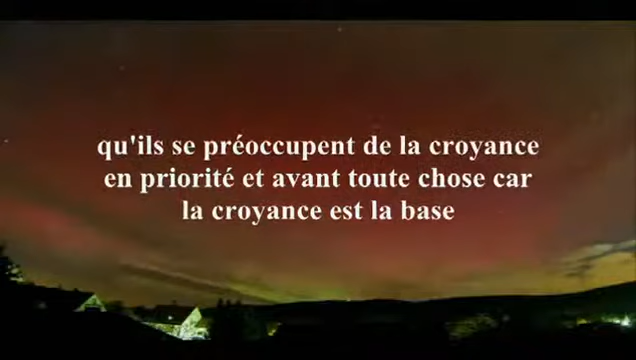 qu'ils se préoccupent de la croyance
en priorité et avant toute chose car
la croyance est la base